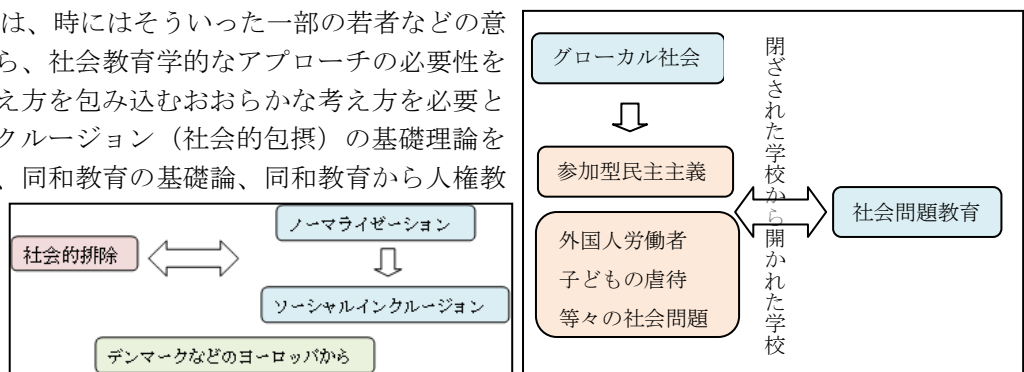 は、時にはそういった一部の若者などの意
ら、社会教育学的なアプローチの必要性を
え方を包み込むおおらかな考え方を必要と
クルージョン（社会的包摂）の基礎理論を
、同和教育の基礎論、同和教育から人権教
社会的排除
ノーマライゼーション
ソーシャルインクルージョン
デンマークなどのヨーロッパから
グローカル社会
参加型民主主義
外国人労働者
子どもの虐待
等々の社会問題
閉ざされた学校から開かれた学校
社会問題教育